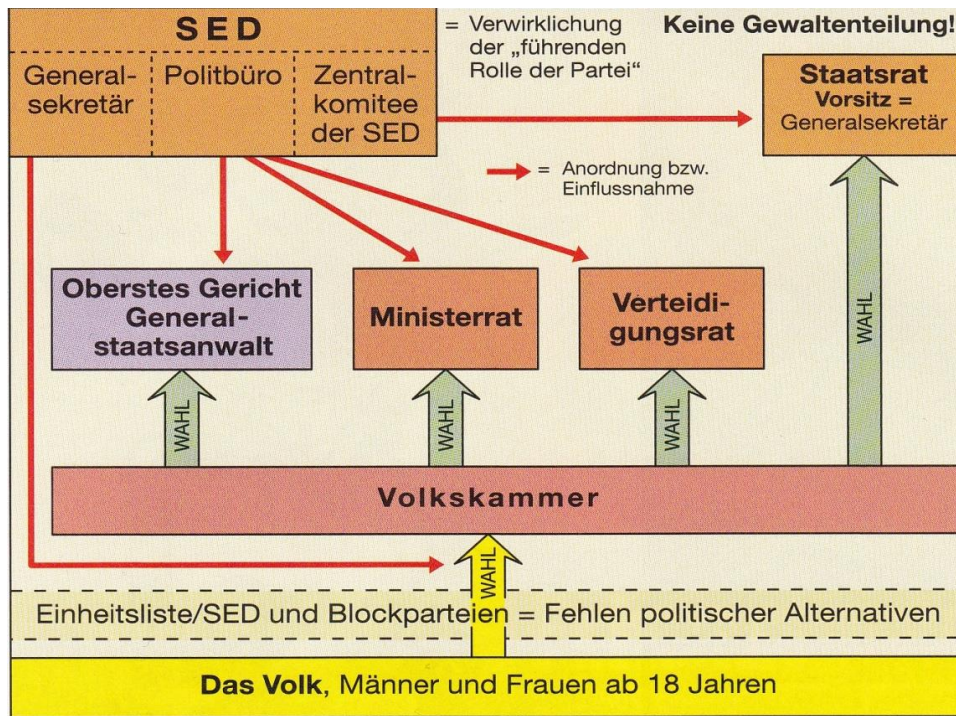 SED
General-
sekretär
Politbüro
Zentral-
komitee
der SED
= Verwirklichung
der „führenden
Rolle der Partei“
Keine Gewaltenteilung!
Staatsrat
Vorsitz =
Generalsekretär
= Anordnung bzw.
Einflussnahme
Oberstes Gericht
General-
staatsanwalt
Ministerrat
Verteidi-
gungsrat
WAHL
WAHL
WAHL
WAHL
Volkskammer
WAHL
Einheitsliste/SED und Blockparteien = Fehlen politischer Alternativen
Das Volk, Männer und Frauen ab 18 Jahren